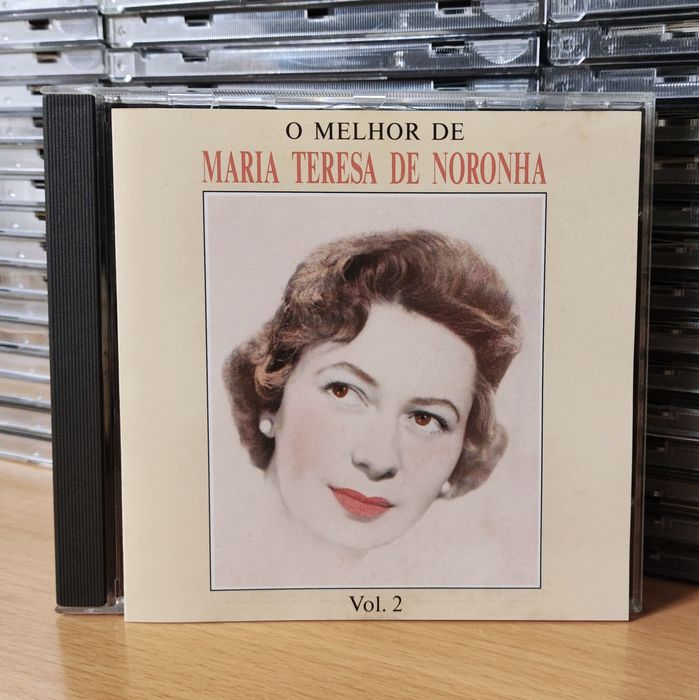 O MELHOR DE
MARIA TERESA DE NORONHA
Vol. 2